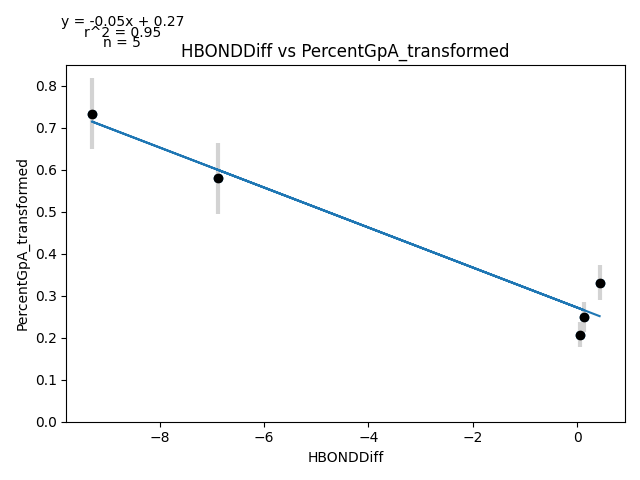 y = -0.05x + 0.27
r^2 = 0.95
n = 5
HBONDDiff vs PercentGpA_transformed
PercentGpA_transformed
0.8
0.7
0.6
0.5
0.4
0.3
0.2
0.1
0.0
−8
−6
−4
−2
0
HBONDDiff